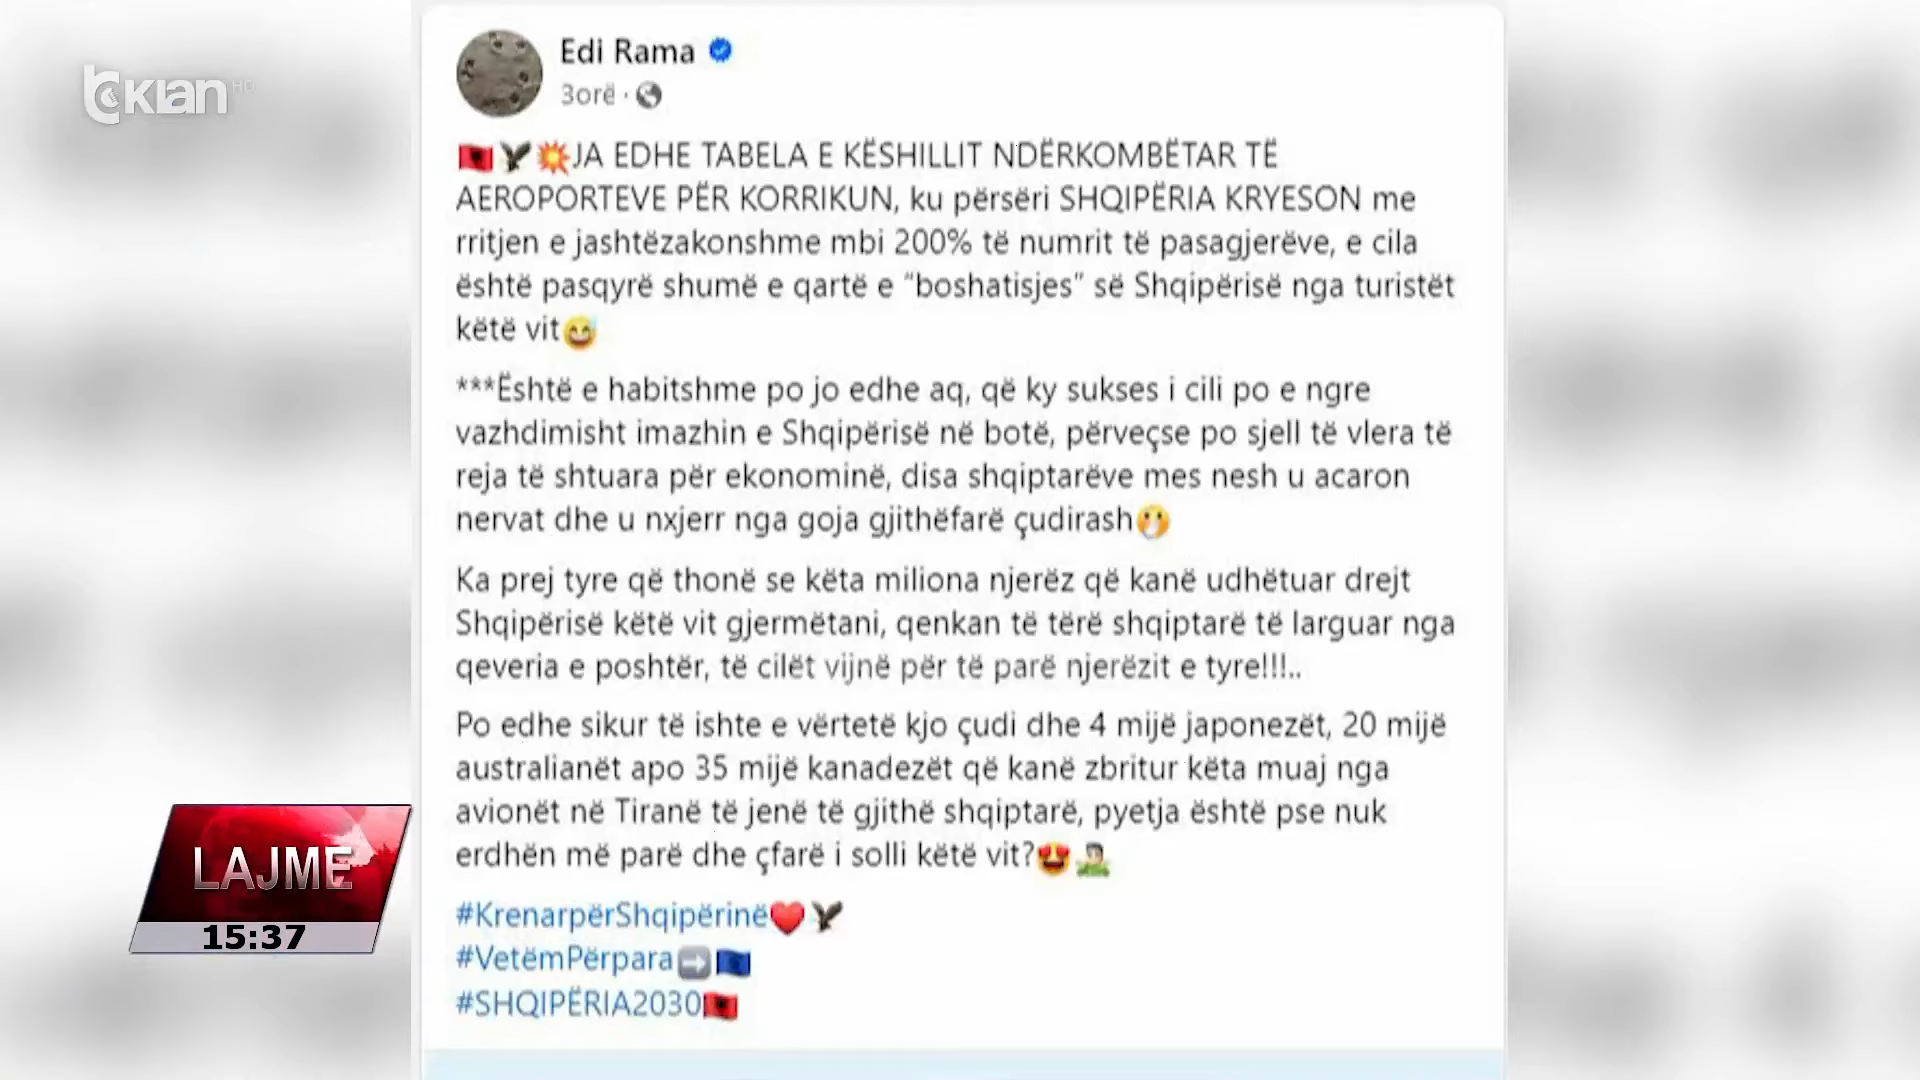 tvklan HD
Edi Rama
3orë ·
JA EDHE TABELA E KËSHILLIT NDËRKOMBËTAR TË
AEROPORTEVE PËR KORRIKUN, ku përsëri SHQIPËRIA KRYESON me
rritjen e jashtëzakonshme mbi 200% të numrit të pasagjerëve, e cila
është pasqyrë shumë e qartë e “boshatisjes” së Shqipërisë nga turistët
këtë vit
***Është e habitshme po jo edhe aq, që ky sukses i cili po e ngre
vazhdimisht imazhin e Shqipërisë në botë, përveçse po sjell të vlera të
reja të shtuara për ekonominë, disa shqiptarëve mes nesh u acaron
nervat dhe u nxjerr nga goja gjithëfarë çudirash
Ka prej tyre që thonë se këta miliona njerëz që kanë udhëtuar drejt
Shqipërisë këtë vit gjermëtani, qenkan të tërë shqiptarë të larguar nga
qeveria e poshtër, të cilët vijnë për të parë njerëzit e tyre!!!..
Po edhe sikur të ishte e vërtetë kjo çudi dhe 4 mijë japonezët, 20 mijë
australianët apo 35 mijë kanadezët që kanë zbritur këta muaj nga
avionët në Tiranë të jenë të gjithë shqiptarë, pyetja është pse nuk
erdhën më parë dhe çfarë i solli këtë vit?
#KrenarpërShqipërinë
#VetëmPërpara
#SHQIPËRIA2030
LAJME
15:37